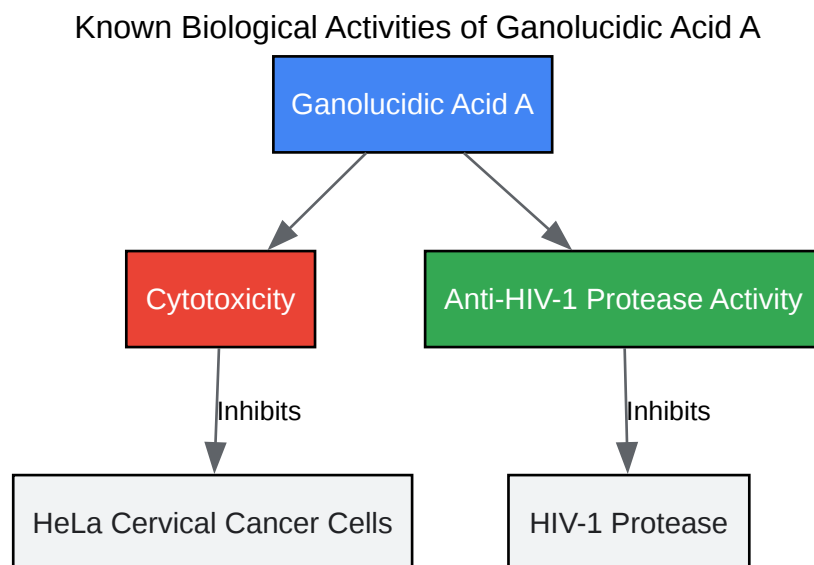 Known Biological Activities of Ganolucidic Acid A
Ganolucidic Acid A
Cytotoxicity
Anti-HIV-1 Protease Activity
Inhibits
Inhibits
HeLa Cervical Cancer Cells
HIV-1 Protease